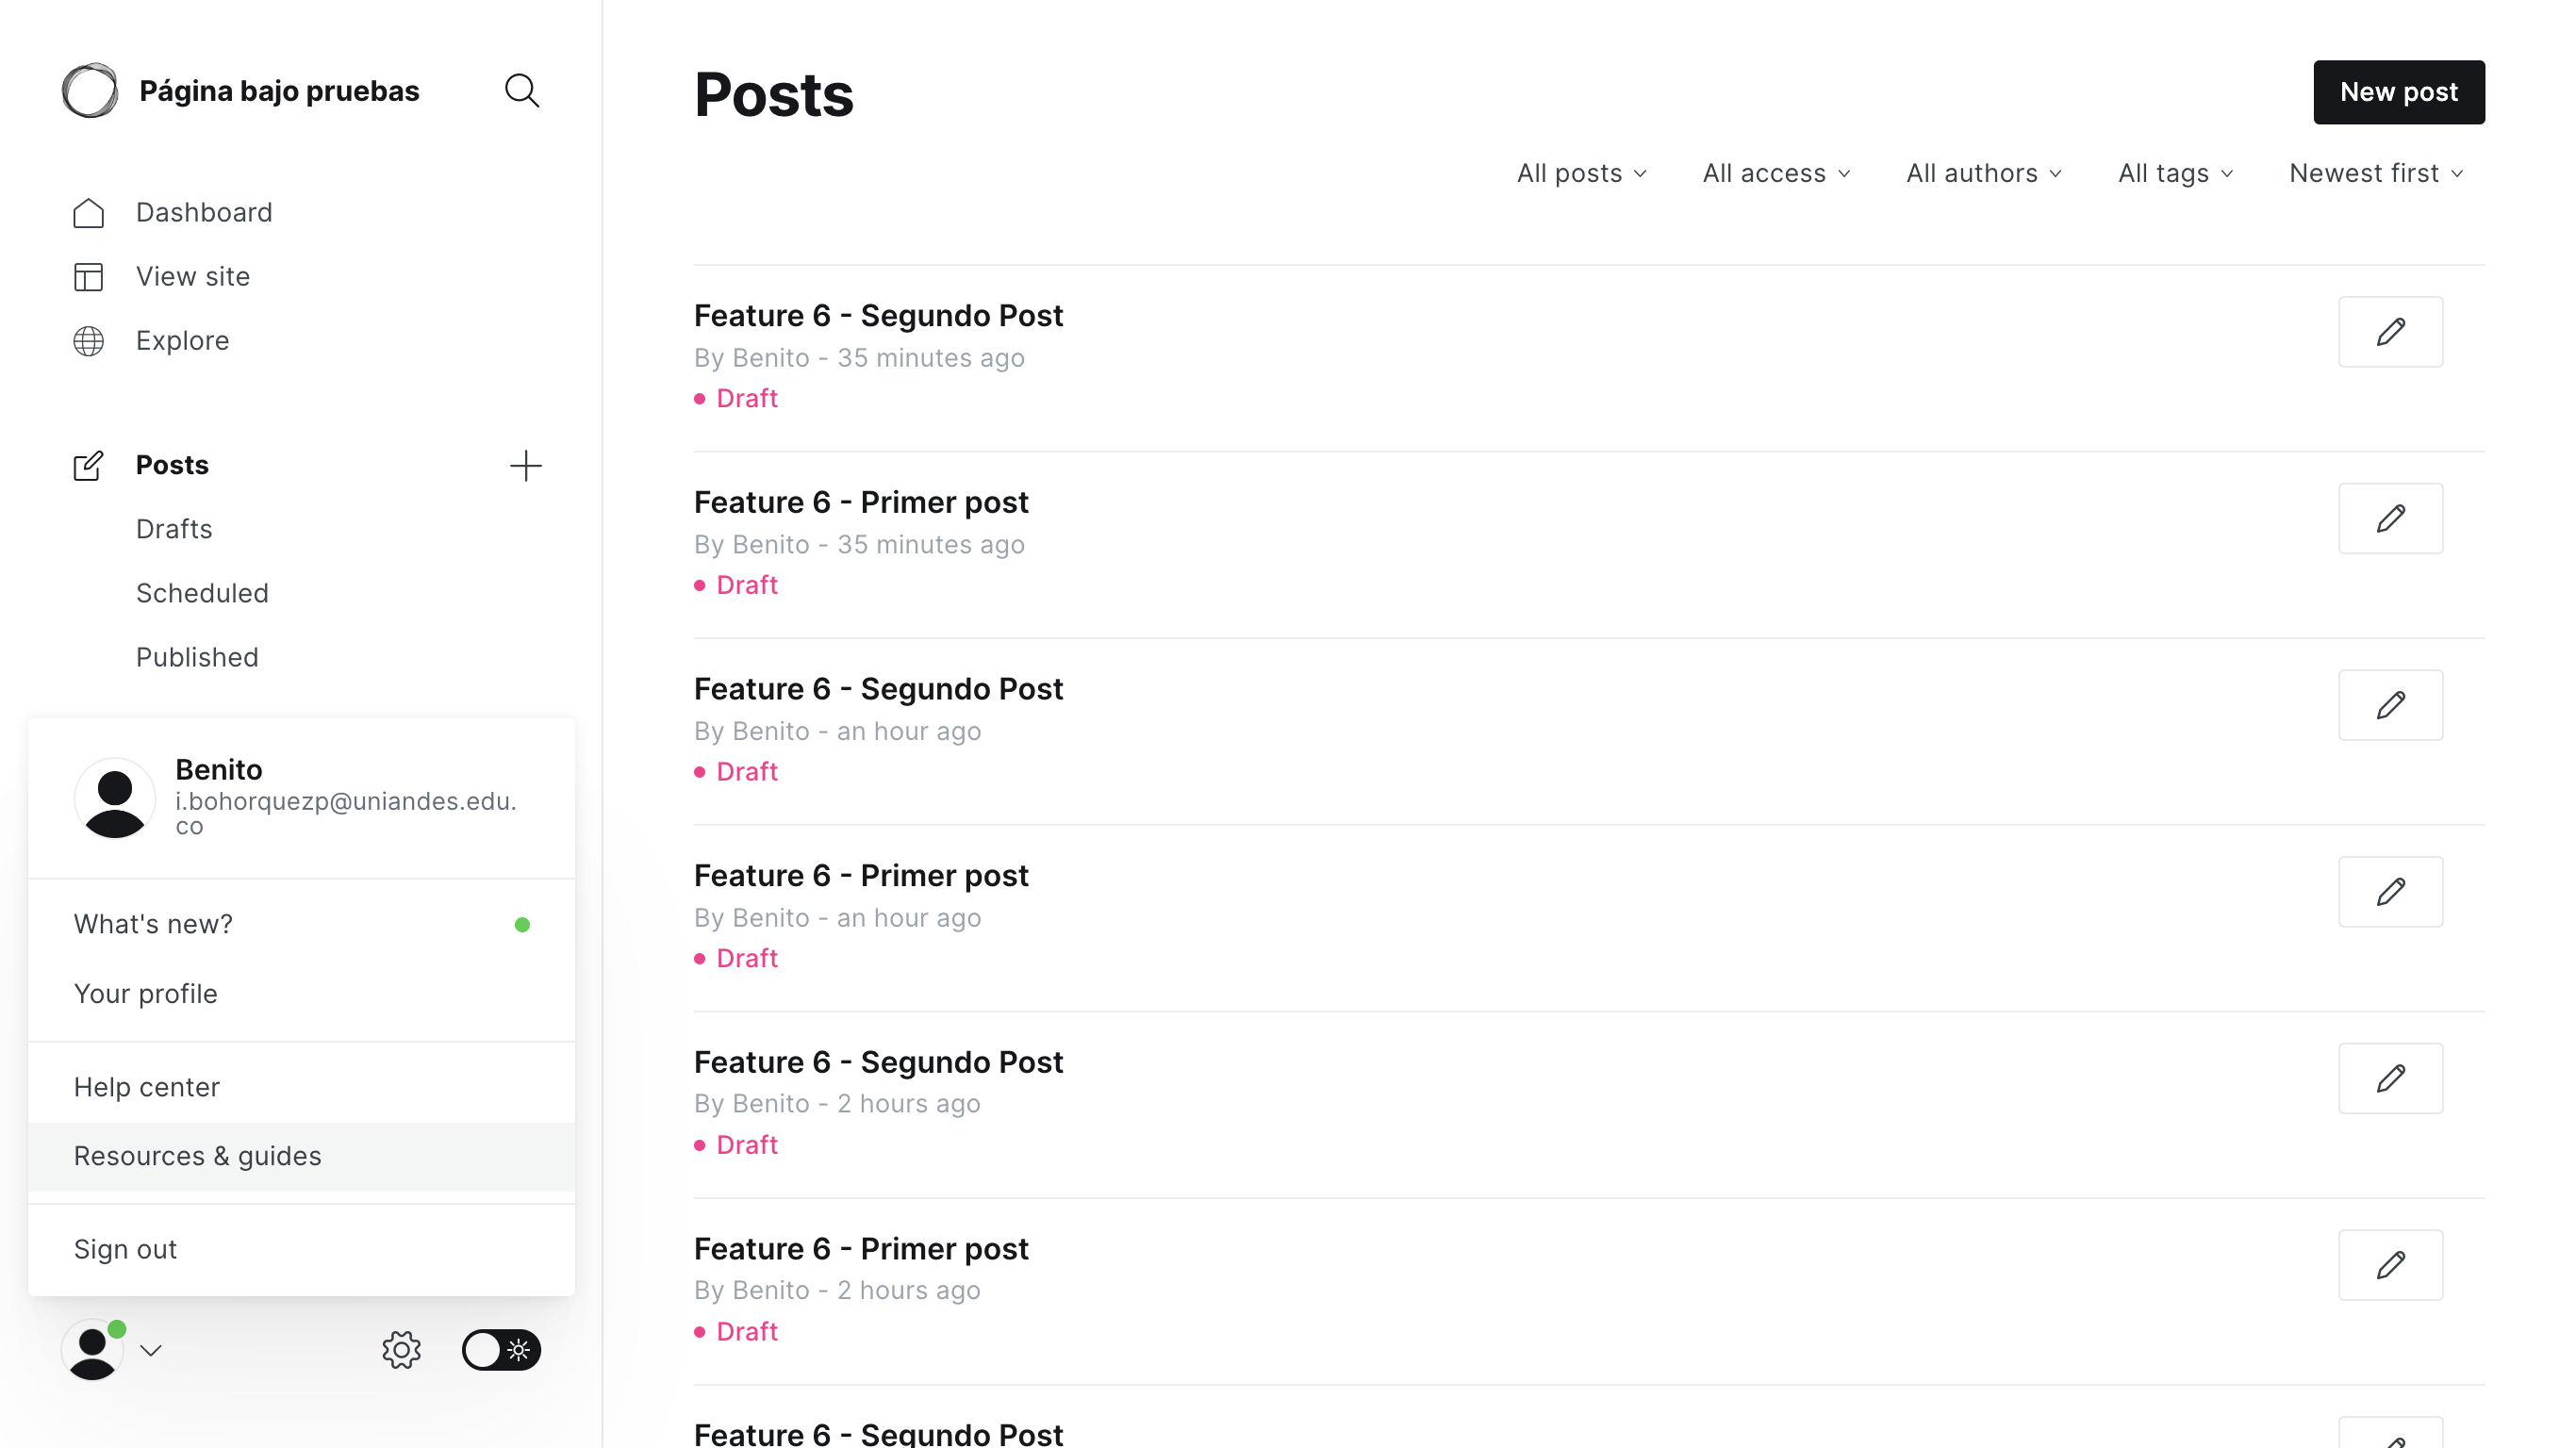 Página bajo pruebas
Dashboard
View site
Explore
Posts
Drafts
Scheduled
Published
Benito
i.bohorquezp@uniandes.edu.
co
What's new?
Your profile
Help center
Resources & guides
Sign out
Posts
New post
All posts
All access
All authors
All tags
Newest first
Feature 6 - Segundo Post
By Benito - 35 minutes ago
Draft
Feature 6 - Primer post
By Benito - 35 minutes ago
Draft
Feature 6 - Segundo Post
By Benito - an hour ago
Draft
Feature 6 - Primer post
By Benito - an hour ago
Draft
Feature 6 - Segundo Post
By Benito - 2 hours ago
Draft
Feature 6 - Primer post
By Benito - 2 hours ago
Draft
Feature 6 - Segundo Post